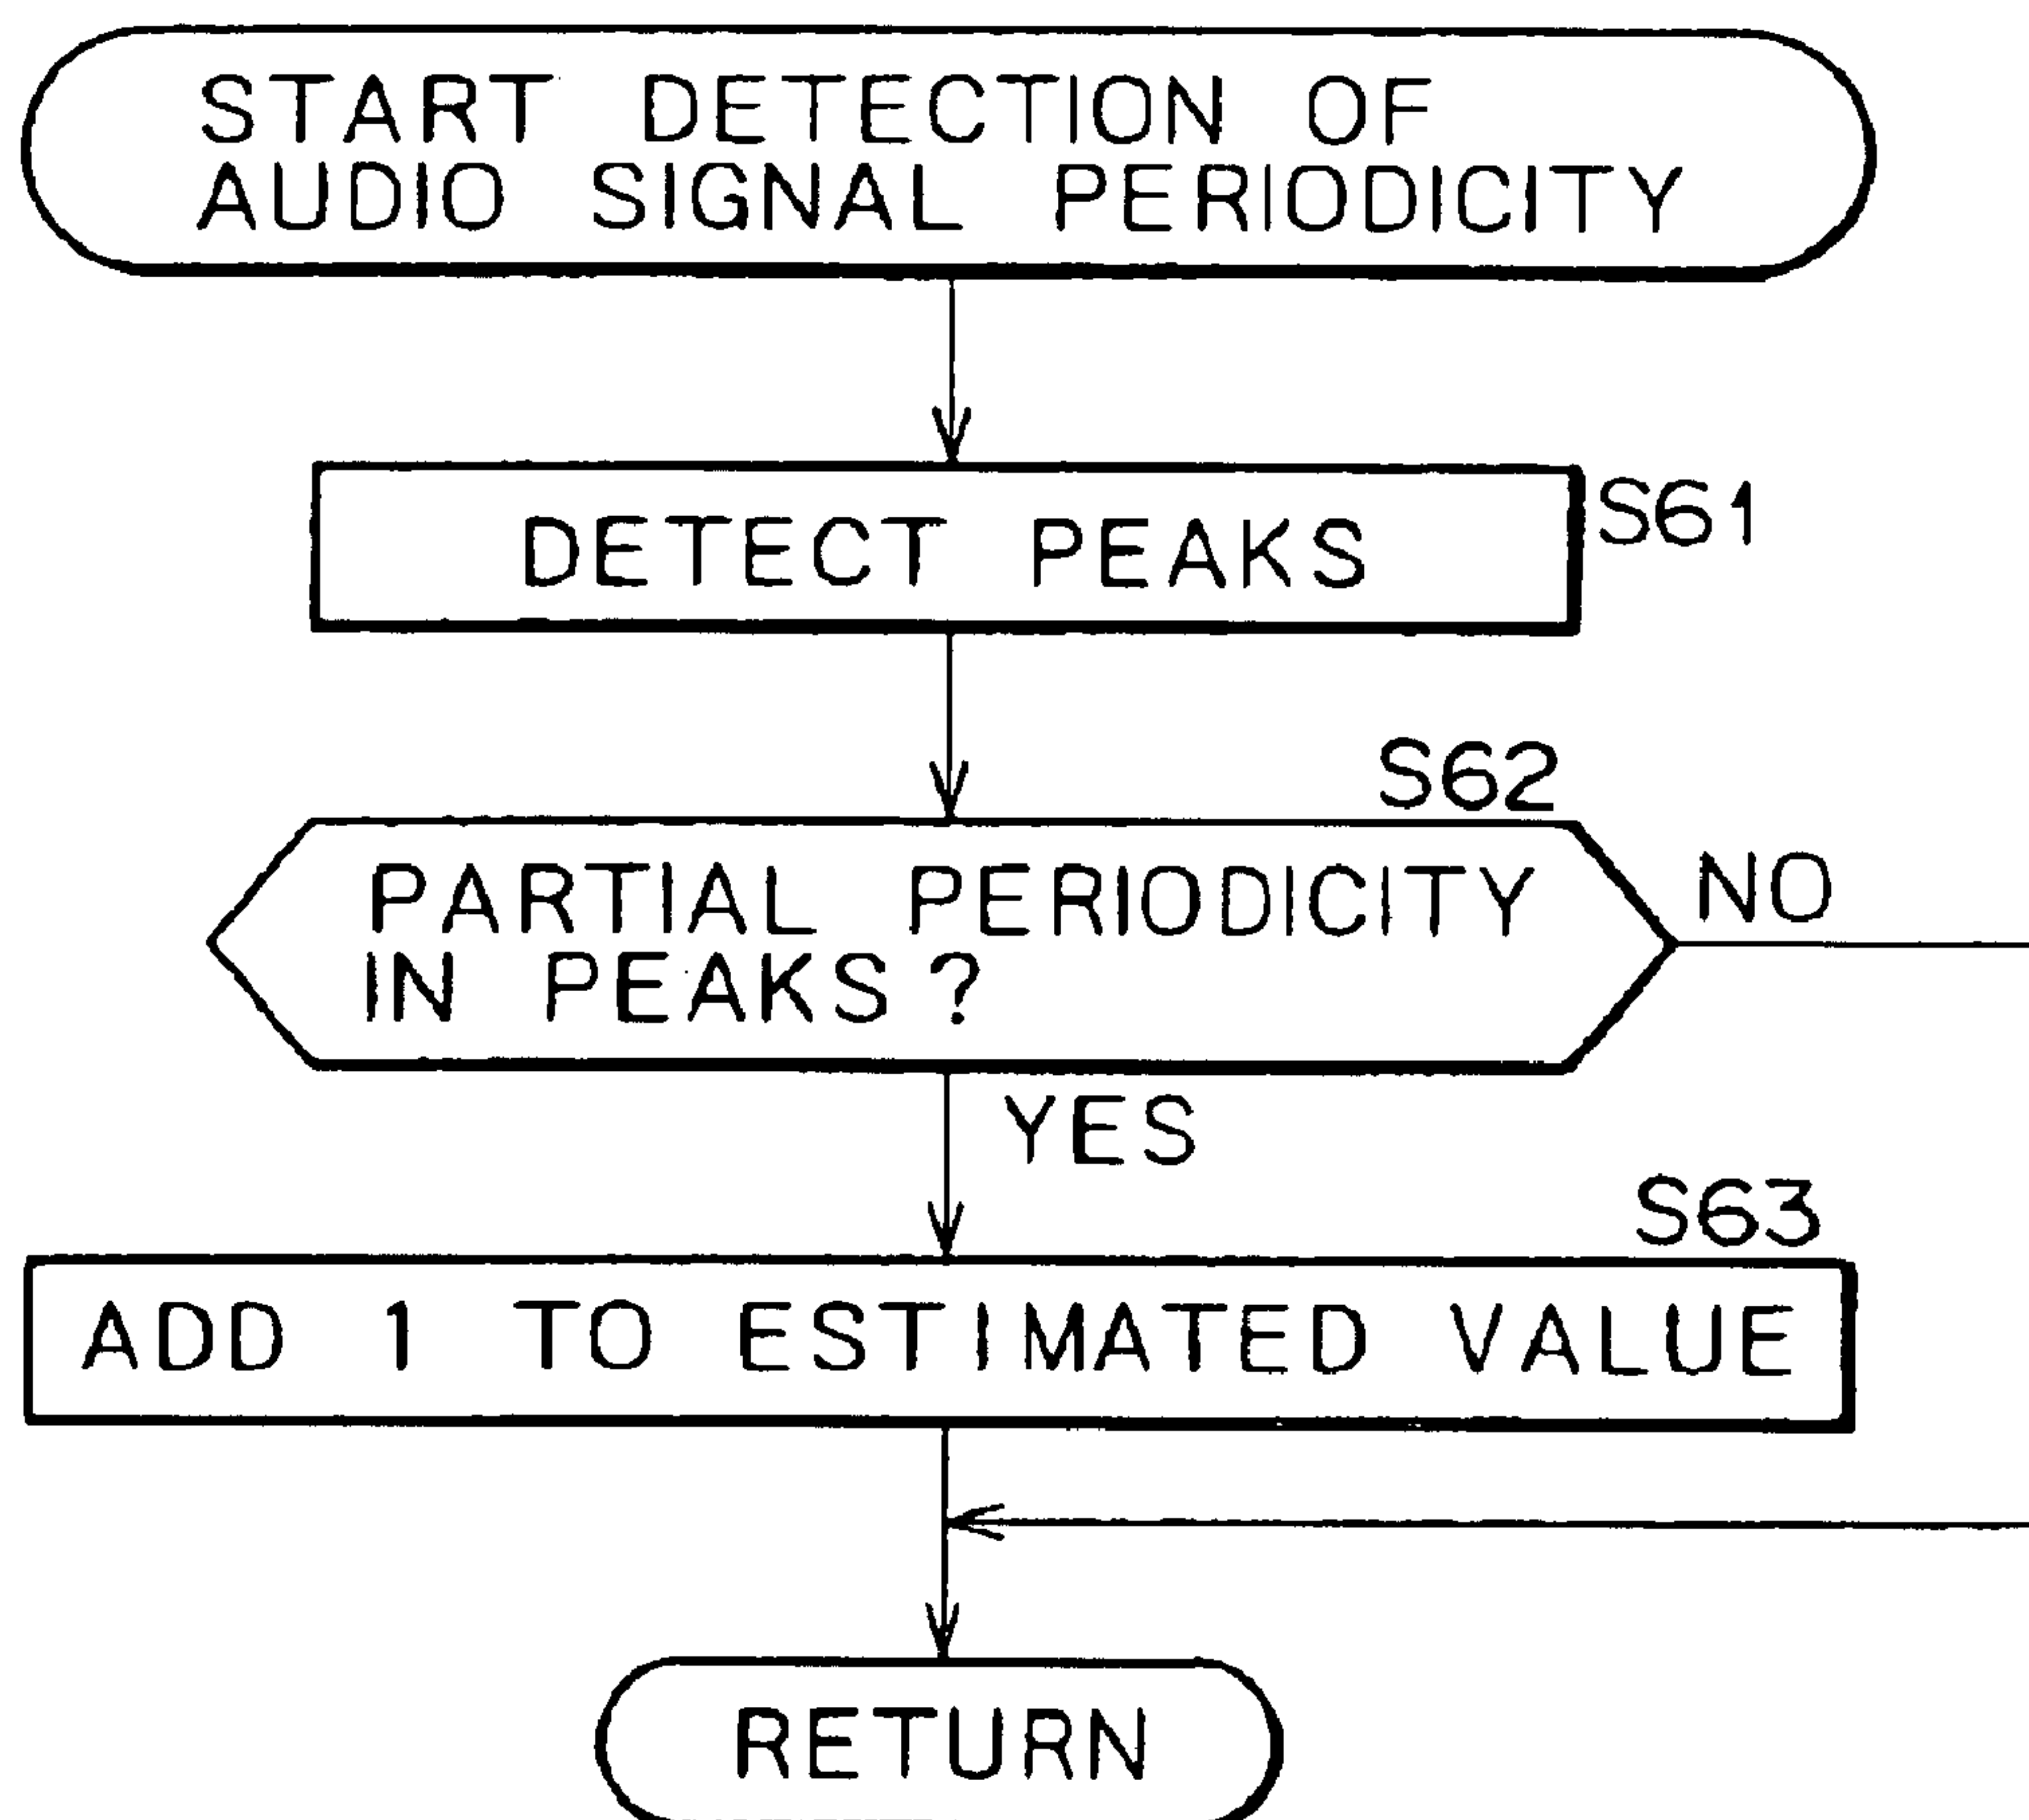 START DETECTION OF
AUDIO SIGNAL PERIODICITY
DETECT PEAKS
S61
S62
PARTIAL PERIODICITY
IN PEAKS?
NO
YES
S63
ADD 1 TO ESTIMATED VALUE
RETURN